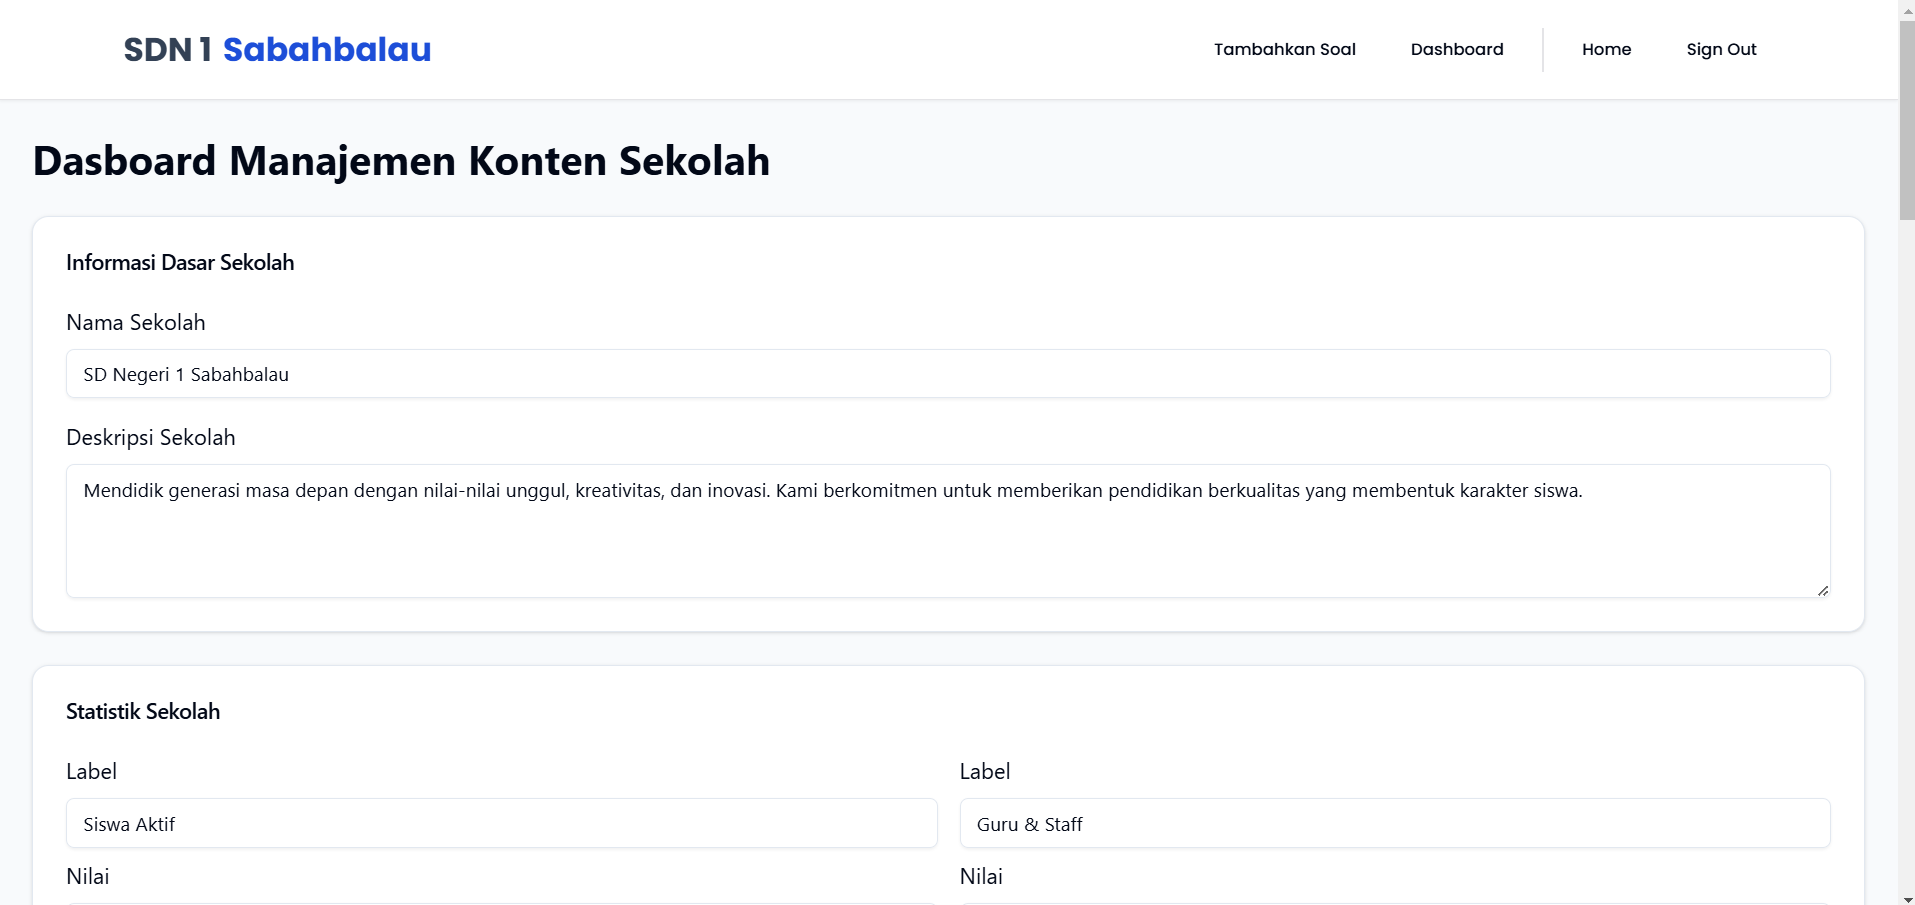 SDN 1 Sabahbalau
Tambahkan Soal
Dashboard
Home
Sign Out
Dasboard Manajemen Konten Sekolah
Informasi Dasar Sekolah
Nama Sekolah
SD Negeri 1 Sabahbalau
Deskripsi Sekolah
Mendidik generasi masa depan dengan nilai-nilai unggul, kreativitas, dan inovasi. Kami berkomitmen untuk memberikan pendidikan berkualitas yang membentuk karakter siswa.
Statistik Sekolah
Label
Siswa Aktif
Nilai
Label
Guru & Staff
Nilai